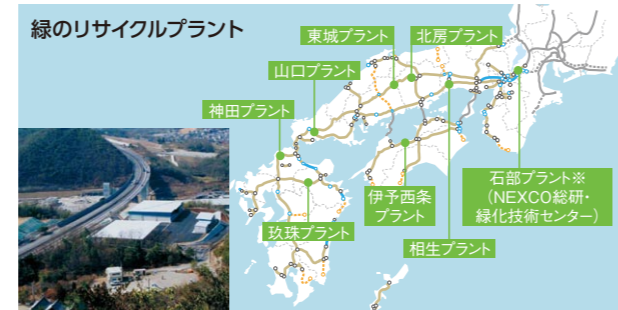 緑のリサイクルプラント
東城プラント
北房プラント
山口プラント
神田プラント
石部プラント※
（NEXCO総研・
緑化技術センター）
伊予西条
プラント
玖珠プラント
相生プラント